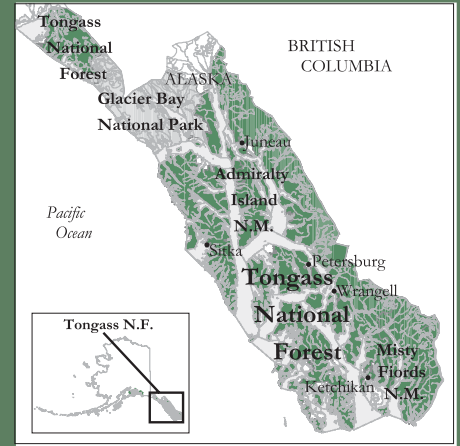 Tongass
National
Forest
BRITISH
COLUMBIA
ALASKA
Glacier Bay
National Park
Juneau
Admiralty
Island
N.M.
Pacific
Ocean
Sitka
Petersburg
Tongass
Wrangell
National
Forest
Misty
Fiords
N.M.
Ketchikan
Tongass N.F.